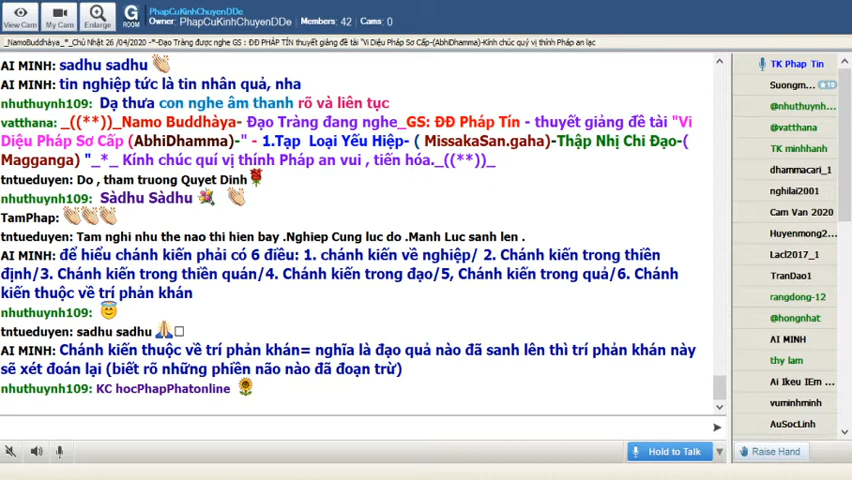 PhapCuKinhChuyenDDe
Owner: PhapCuKinhChuyenDDe Members: 42 Cams: 0
View Cam
My Cam
Enlarge
G
ROOM
_NamoBuddhàya_*_Chủ Nhật 26 /04/2020 -*-Đạo Tràng được nghe GS : ĐĐ PHÁP TÍN thuyết giảng đề tài "Vi Diệu Pháp Sơ Cấp-(AbhiDhamma)-Kính chúc quý vị thính Pháp an lạc
AI MINH: sadhu sadhu
AI MINH: tin nghiệp tức là tin nhân quả, nha
nhuthuynh109: Dạ thưa con nghe âm thanh rõ và liên tục
vatthana: _((**))_Namo Buddhàya- Đạo Tràng đang nghe_GS: ĐĐ Pháp Tín - thuyết giảng đề tài "Vi
Diệu Pháp Sơ Cấp (AbhiDhamma)-" - 1.Tạp Loại Yếu Hiệp- ( MissakaSan.gaha)-Thập Nhị Chi Đạo-(
Magganga) "_*_ Kính chúc quí vị thính Pháp an vui , tiến hóa._((**))_
tntueduyen: Do , tham truong Quyet Dinh
nhuthuynh109: Sàdhu Sàdhu
TamPhap:
tntueduyen: Tam nghi nhu the nao thi hien bay .Nghiep Cung luc do .Manh Luc sanh len .
AI MINH: để hiểu chánh kiến phải có 6 điều: 1. chánh kiến về nghiệp/ 2. Chánh kiến trong thiền
định/3. Chánh kiến trong thiền quán/4. Chánh kiến trong đạo/5, Chánh kiến trong quả/6. Chánh
kiến thuộc về trí phản khán
nhuthuynh109:
tntueduyen: sadhu sadhu
AI MINH: Chánh kiến thuộc về trí phản khán= nghĩa là đạo quả nào đã sanh lên thì trí phản khán này
sẽ xét đoán lại (biết rõ những phiền não nào đã đoạn trừ)
nhuthuynh109: KC hocPhapPhatonline
TK Phap Tin
Suongm...
@nhuthuynh...
@vatthana
TK minhhanh
dhammacari_1
nghilai2001
Cam Van 2020
Huyenmong2...
Lacl2017_1
TranDao1
rangdong-12
@hongnhat
AI MINH
thy lam
Ai Ikeu IEm ...
vuminhminh
AuSocLinh
Hold to Talk
Raise Hand